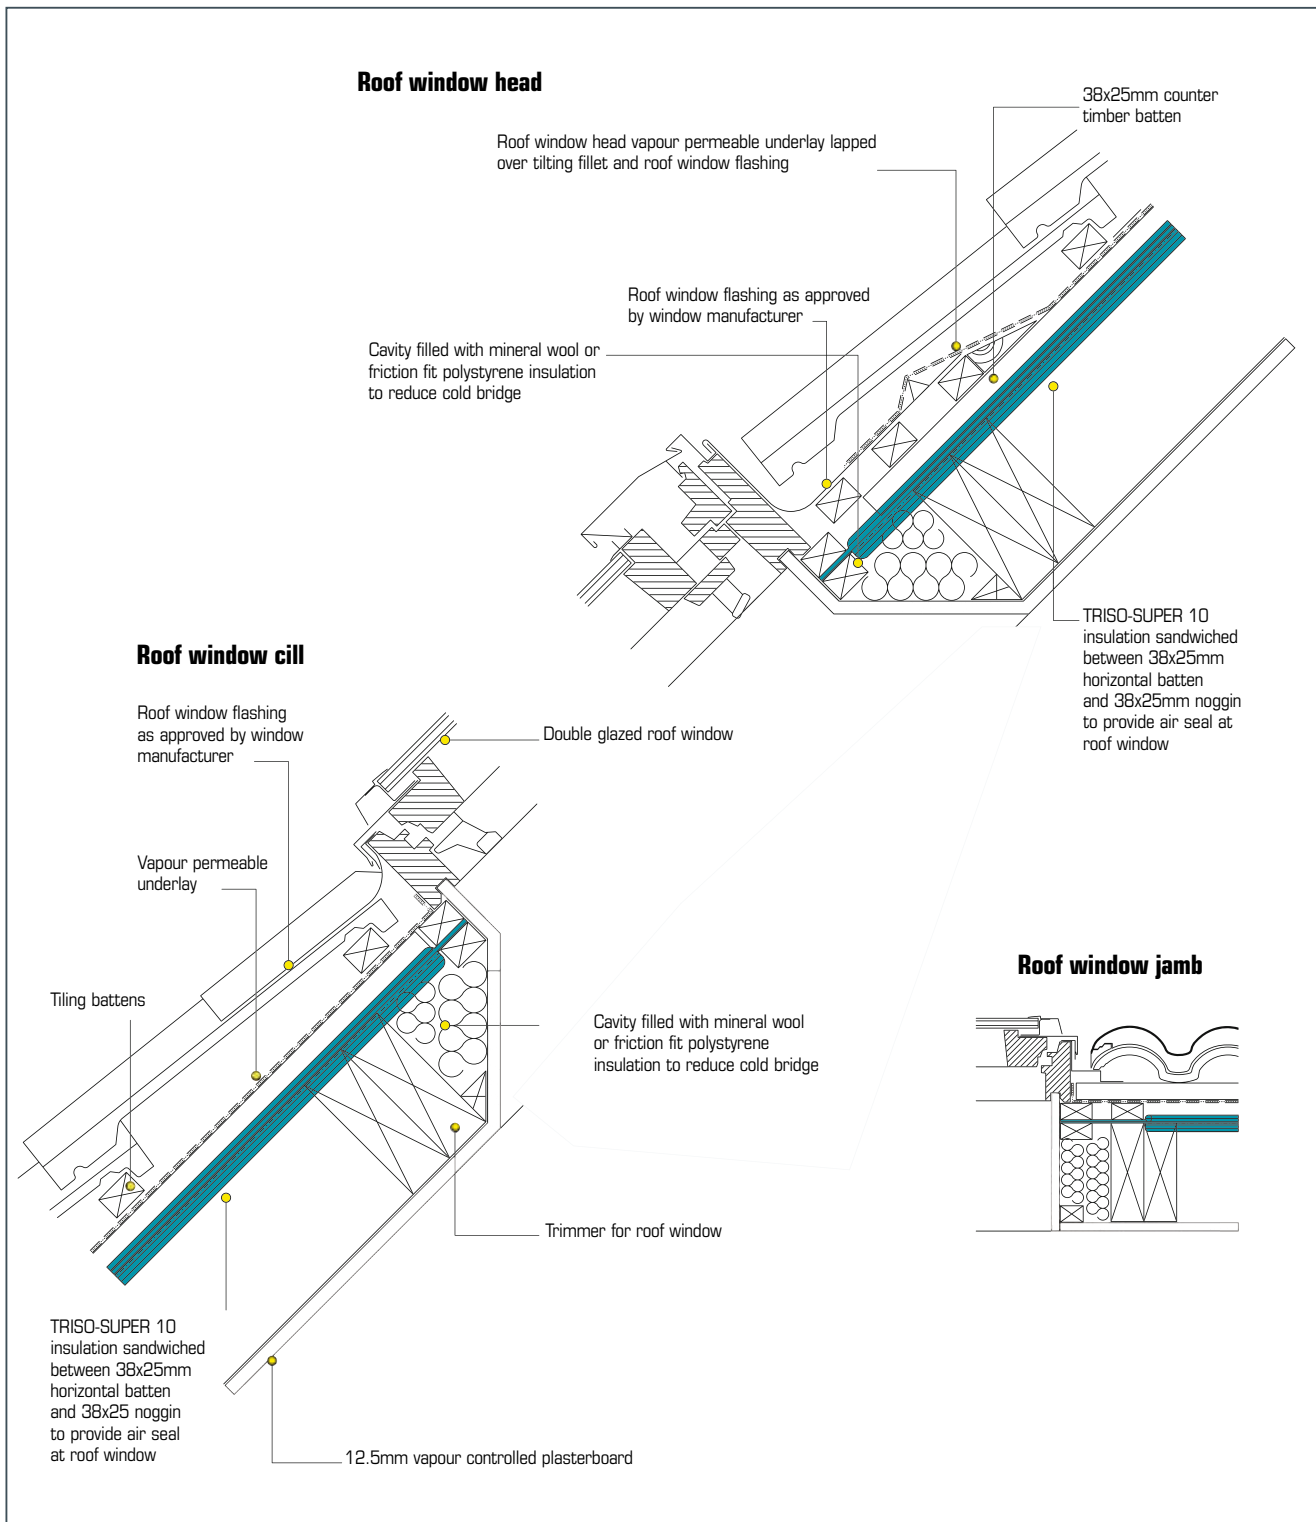 Roof window head
38x25mm counter
timber batten
Roof window head vapour permeable underlay lapped
over tilting fillet and roof window flashing
Roof window flashing as approved
by window manufacturer
Cavity filled with mineral wool or
friction fit polystyrene insulation
to reduce cold bridge
TRISO-SUPER 10
insulation sandwiched
between 38x25mm
horizontal batten
and 38x25mm noggin
to provide air seal at
roof window
Roof window cill
Roof window flashing
as approved by window
manufacturer
Double glazed roof window
Vapour permeable
underlay
Tiling battens
Cavity filled with mineral wool
or friction fit polystyrene
insulation to reduce cold bridge
Trimmer for roof window
TRISO-SUPER 10
insulation sandwiched
between 38x25mm
horizontal batten
and 38x25 noggin
to provide air seal
at roof window
12.5mm vapour controlled plasterboard
Roof window jamb